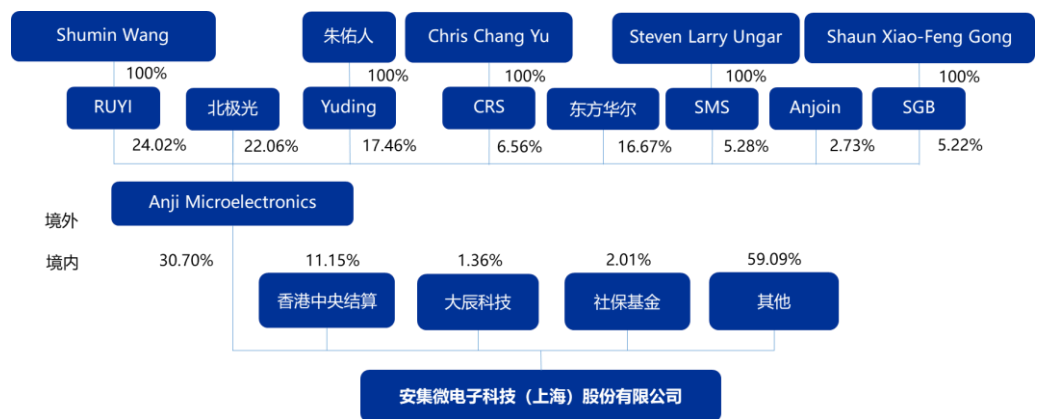 Shumin Wang
朱佑人
Chris Chang Yu
Steven Larry Ungar
Shaun Xiao-Feng Gong
100%
100%
100%
100%
100%
RUYI
北极光
Yuding
CRS
东方华尔
SMS
Anjoin
SGB
24.02%
22.06%
17.46%
6.56%
16.67%
5.28%
2.73%
5.22%
Anji Microelectronics
境外
境内
30.70%
11.15%
1.36%
2.01%
59.09%
香港中央结算
大辰科技
社保基金
其他
安集微电子科技（上海）股份有限公司